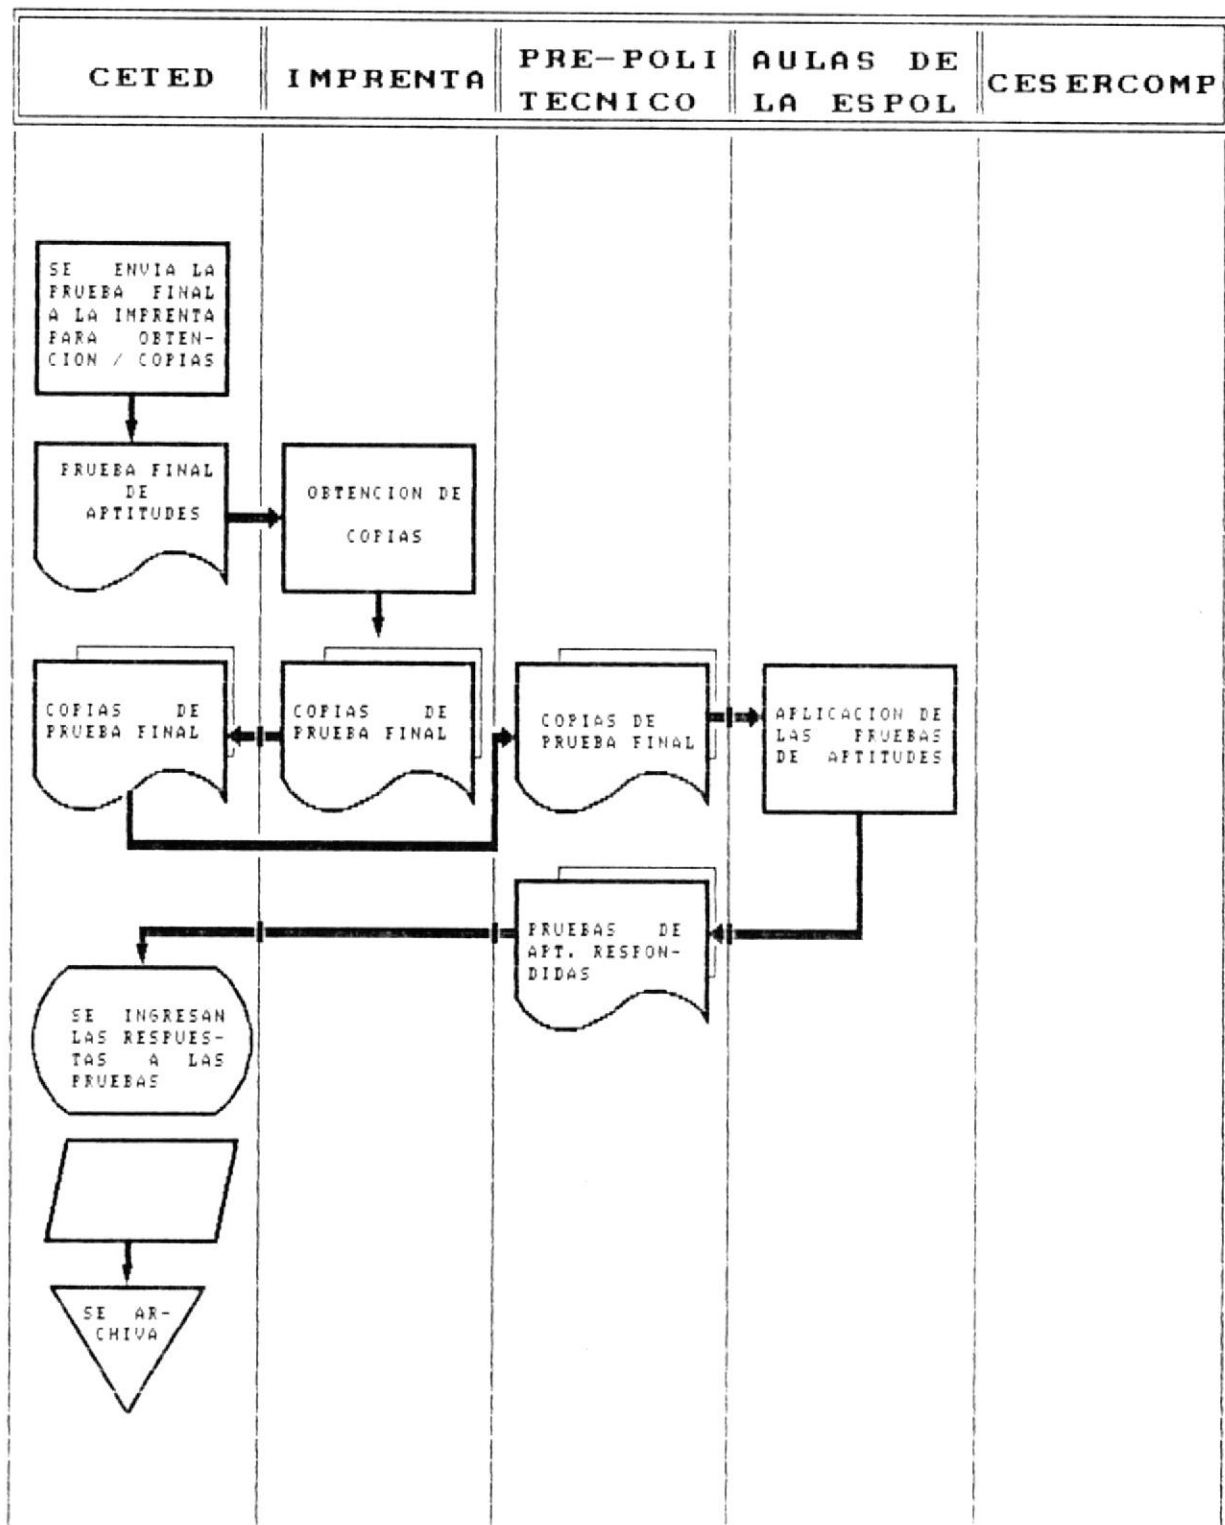 CETED
IMPRENTA
PRE-POLI
TECNICO
AULAS DE
LA ESPOL
CESERCOMP
SE ENVIA LA
PRUEBA FINAL
A LA IMPRENTA
PARA OBTEN-
CION / COPIAS
PRUEBA FINAL
DE
APTITUDES
OBTENCION DE
COPIAS
COPIAS DE
PRUEBA FINAL
COPIAS DE
PRUEBA FINAL
COPIAS DE
PRUEBA FINAL
APLICACION DE
LAS PRUEBAS
DE APTITUDES
PRUEBAS DE
APT. RESPON-
DIDAS
SE INGRESAN
LAS RESPUES-
TAS A LAS
PRUEBAS
SE AR-
CHIVA